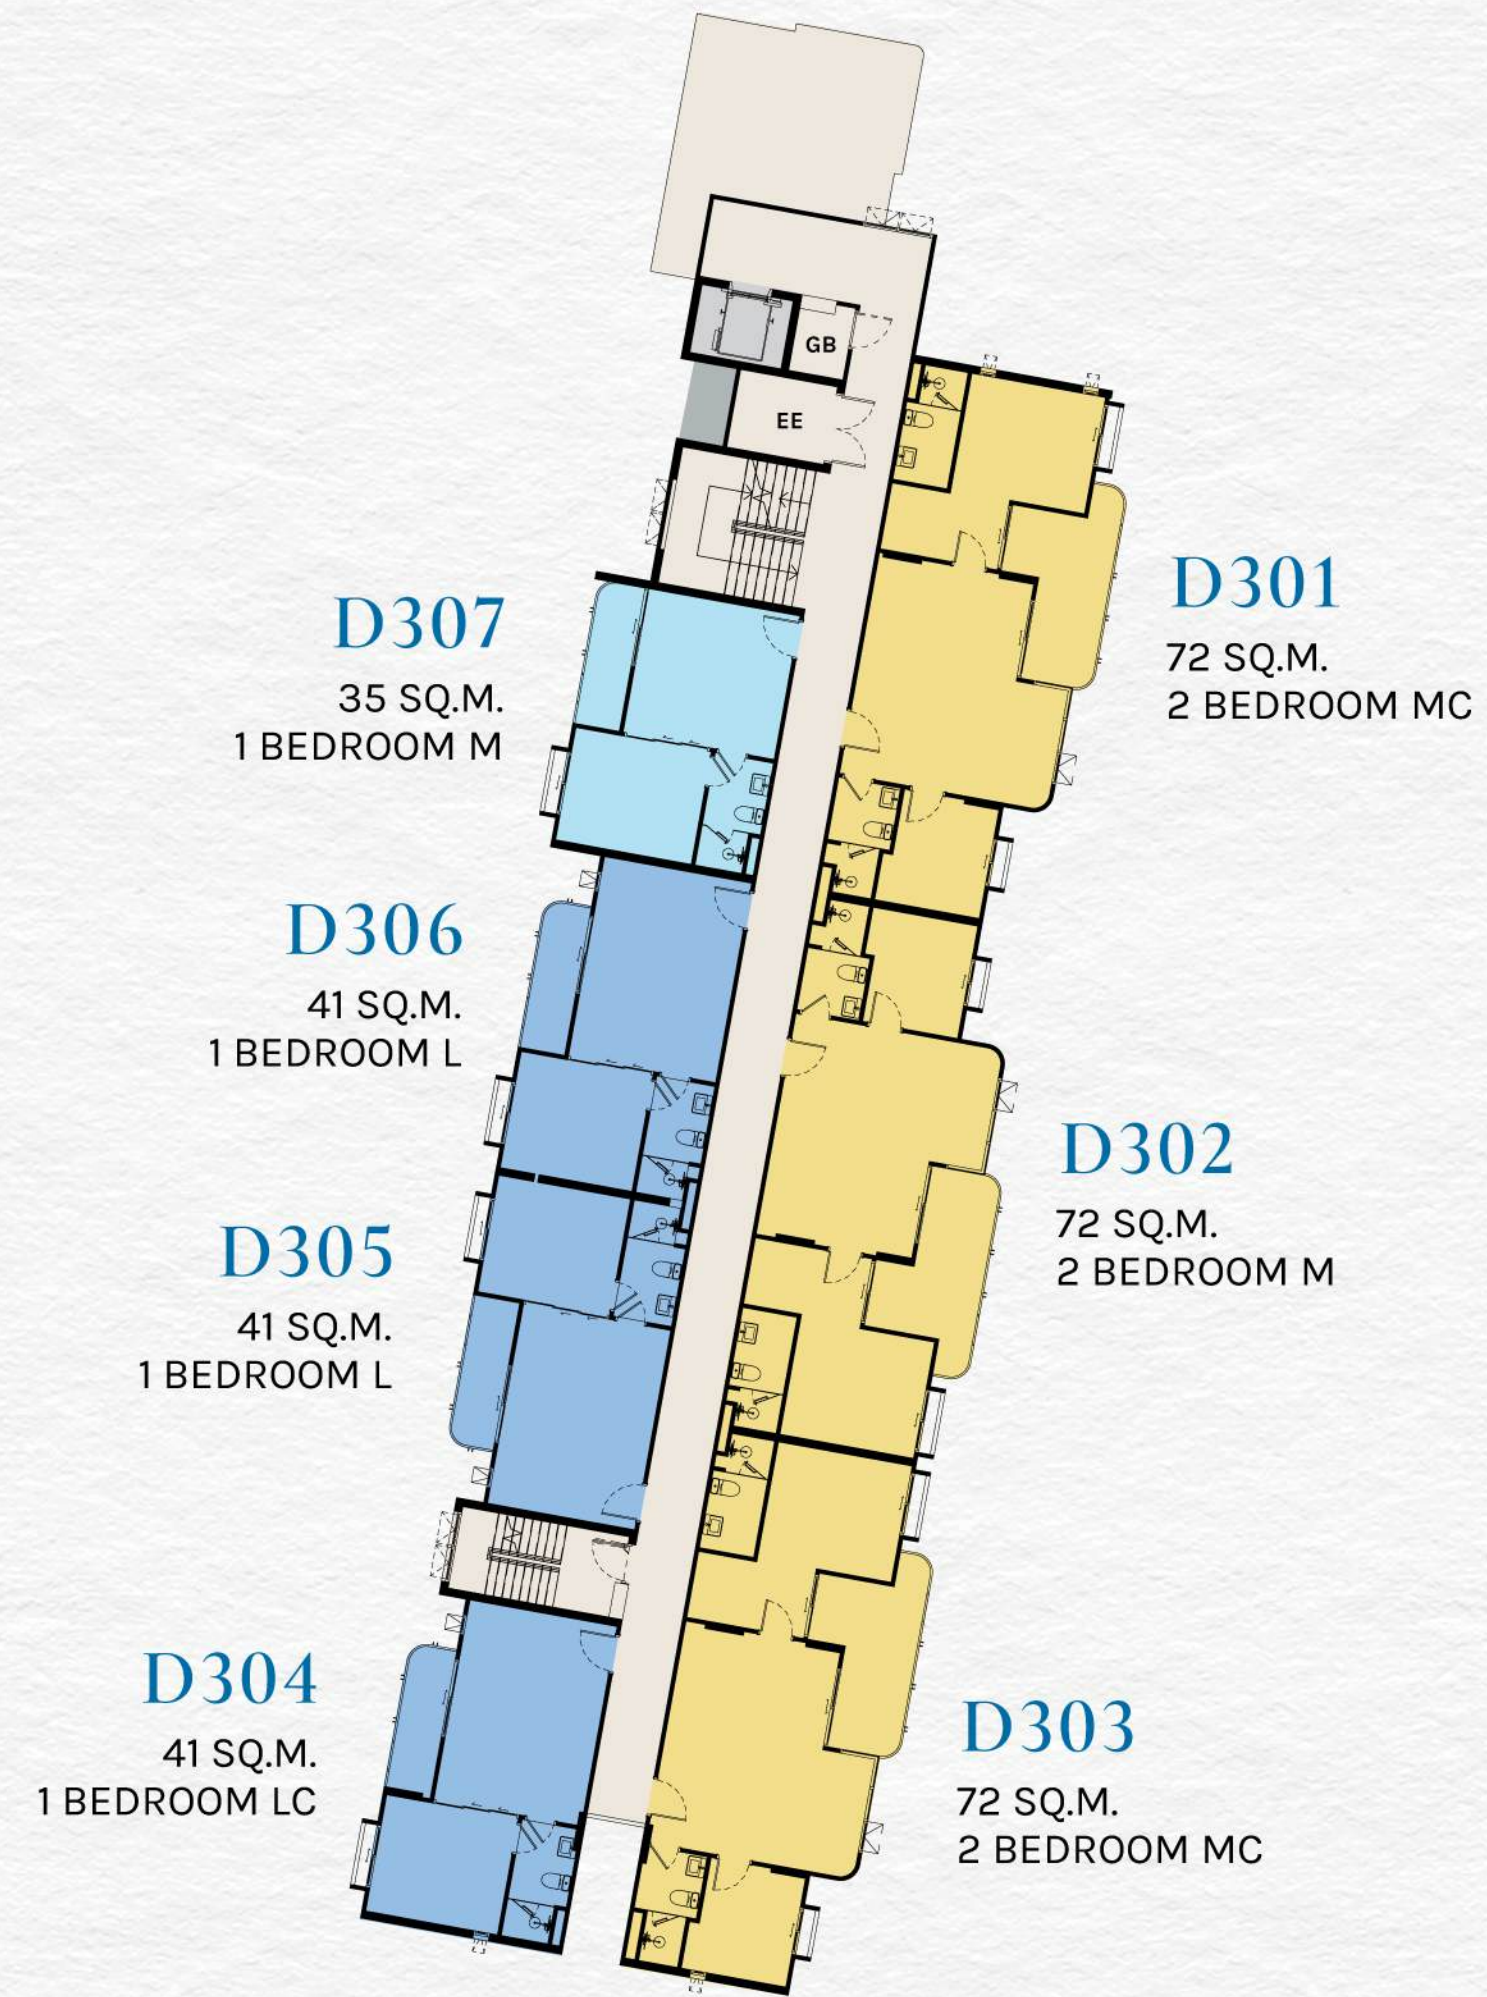 GB
EE
D301
72 SQ.M.
2 BEDROOM MC
D307
35 SQ.M.
1 BEDROOM M
D306
41 SQ.M.
1 BEDROOM L
D302
72 SQ.M.
2 BEDROOM M
D305
41 SQ.M.
1 BEDROOM L
D304
41 SQ.M.
1 BEDROOM LC
D303
72 SQ.M.
2 BEDROOM MC